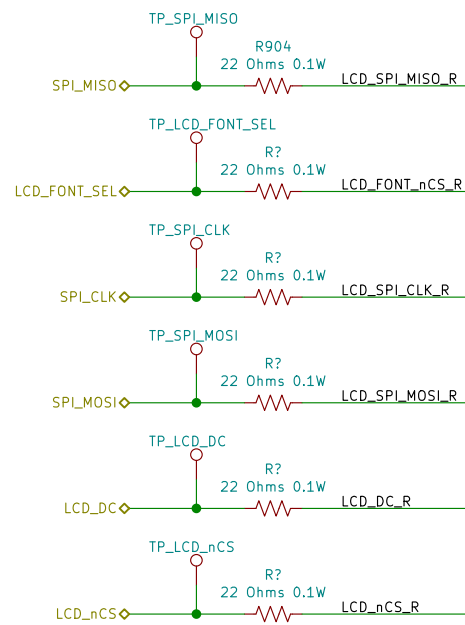 TP_SPI_MISO
R904
22 Ohms 0.1W
SPI_MISO
LCD_SPI_MISO_R
TP_LCD_FONT_SEL
R?
22 Ohms 0.1W
LCD_FONT_SEL
LCD_FONT_nCS_R
TP_SPI_CLK
R?
22 Ohms 0.1W
SPI_CLK
LCD_SPI_CLK_R
TP_SPI_MOSI
R?
22 Ohms 0.1W
SPI_MOSI
LCD_SPI_MOSI_R
TP_LCD_DC
R?
22 Ohms 0.1W
LCD_DC
LCD_DC_R
TP_LCD_nCS
R?
22 Ohms 0.1W
LCD_nCS
LCD_nCS_R